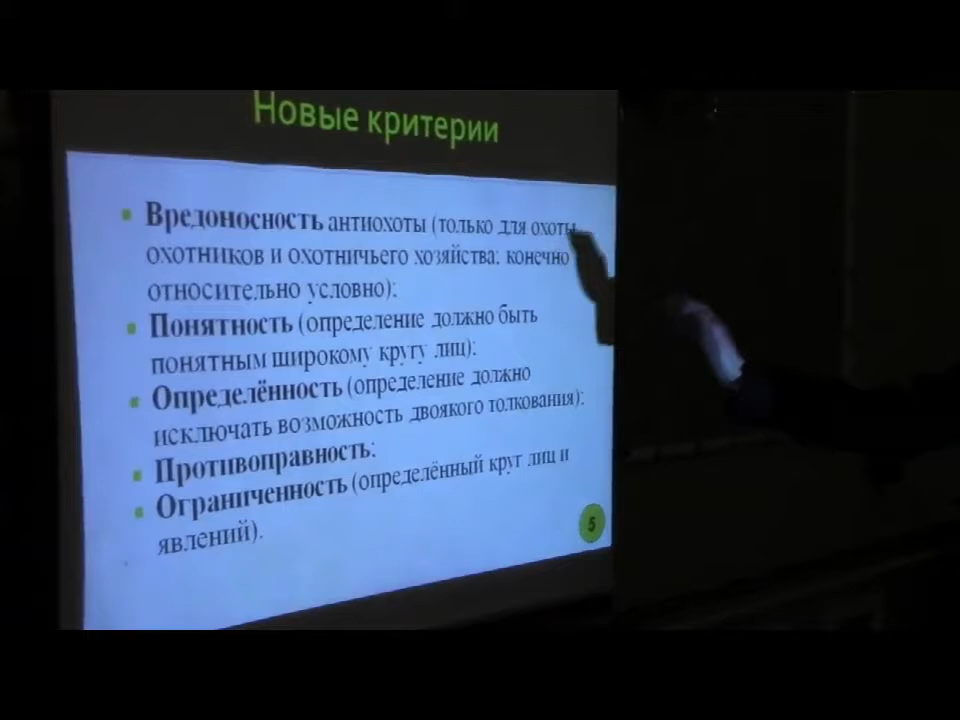 Новые критерии
Вредоносность антиохоты (только для охоты,
охотников и охотничьего хозяйства; конечно
относительно условно);
Понятность (определение должно быть
понятным широкому кругу лиц);
Определённость (определение должно
исключать возможность двоякого толкования);
Противоправность;
Ограниченность (определённый круг лиц и
явлений).
5